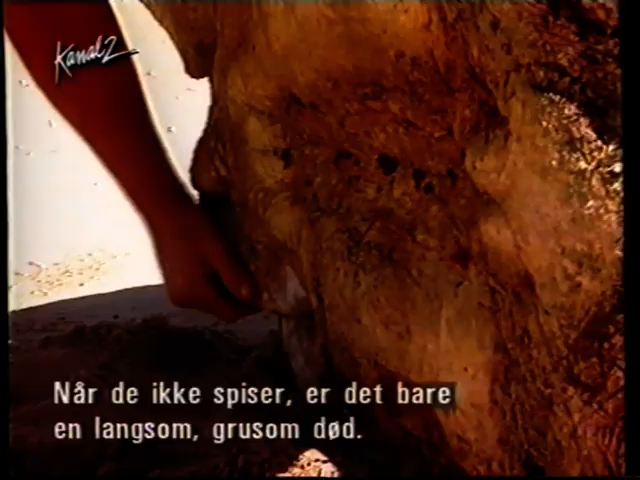 Kanal 2
Når de ikke spiser, er det bare
en langsom, grusom død.